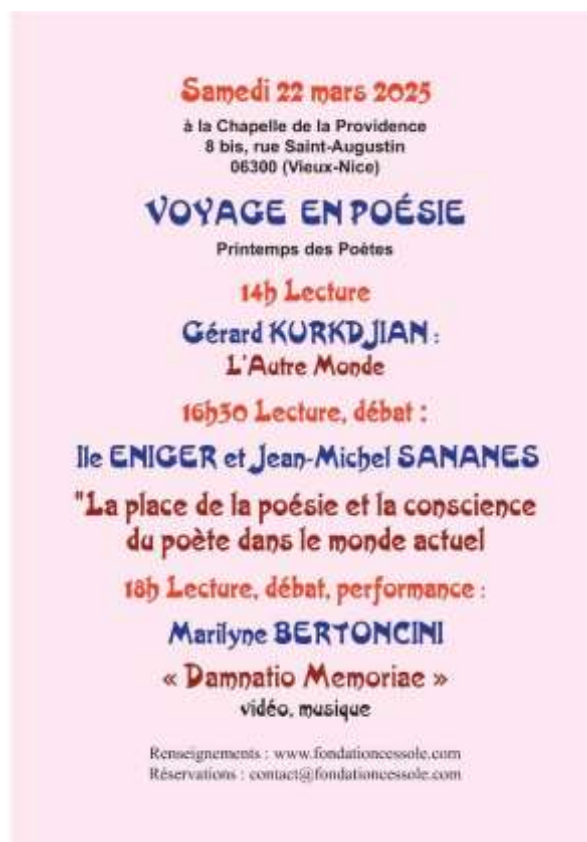 Samedi 22 mars 2025
à la Chapelle de la Providence
8 bis, rue Saint-Augustin
06300 (Vieux-Nice)
VOYAGE EN POÉSIE
Printemps des Poètes
14h Lecture
Gérard KURKDJIAN :
L'Autre Monde
16h30 Lecture, débat :
Ile ENIGER et Jean-Michel SANANES
"La place de la poésie et la conscience
du poète dans le monde actuel
18h Lecture, débat, performance :
Marilyne BERTONCINI
« Damnatio Memoriae »
vidéo, musique
Renseignements : www.fondationcessole.com
Réservations : contact@fondationcessole.com